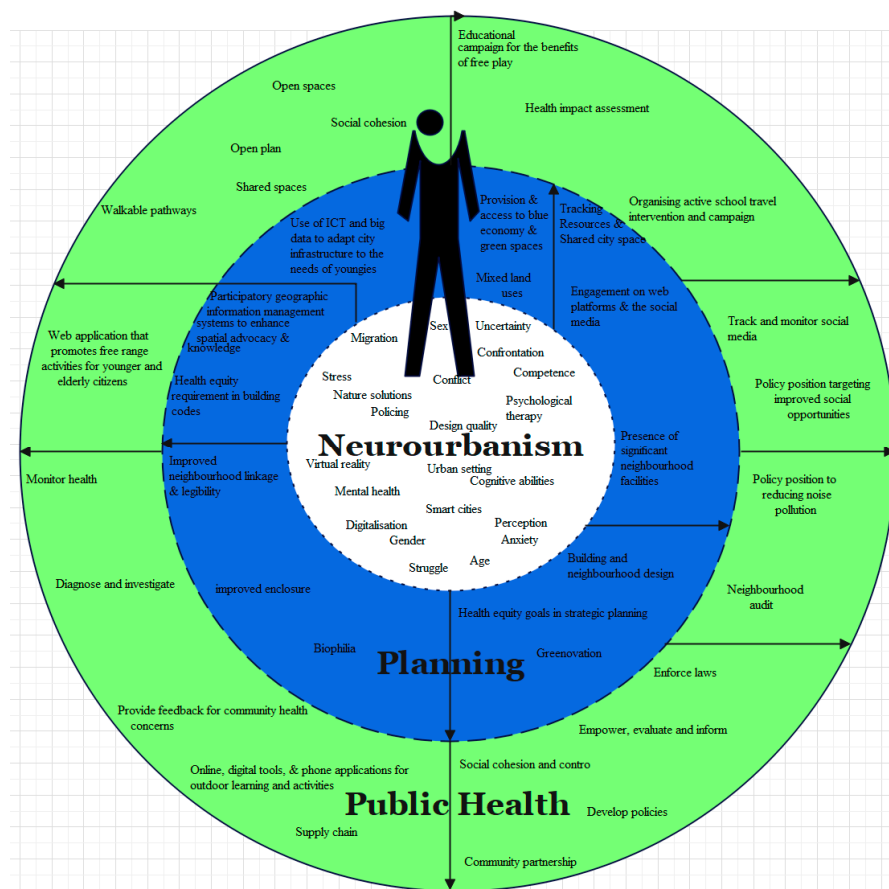 Educational
campaign for the benefits
of free play
Open spaces
Health impact assessment
Social cohesion
Open plan
Shared spaces
Walkable pathways
Provision &
access to blue
economy &
green spaces
Tracking
Resources &
Shared city space
Organising active school travel
intervention and campaign
Use of ICT and big
data to adapt city
infrastructure to the
needs of youngies
Mixed land
uses
Engagement on web
platforms & the social
media
Participatory geographic
information management
systems to enhance
spatial advocacy &
knowledge
Web application that
promotes free range
activities for younger and
elderly citizens
Track and monitor social
media
Migration
Sex
Uncertainty
Confrontation
Stress
Conflict
Competence
Health equity
requirement in building
codes
Nature solutions
Policing
Psychological
therapy
Policy position targeting
improved social
opportunities
Design quality
Neurourbanism
Presence of
significant
neighbourhood
facilities
Monitor health
Improved
neighbourhood linkage
& legibility
Virtual reality
Urban setting
Cognitive abilities
Mental health
Policy position to
reducing noise
pollution
Smart cities
Digitalisation
Perception
Gender
Anxiety
Struggle
Age
Building and
neighbourhood design
Diagnose and investigate
improved enclosure
Neighbourhood
audit
Health equity goals in strategic planning
Biophilia
Planning
Greenovation
Enforce laws
Provide feedback for community health
concerns
Empower, evaluate and inform
Online, digital tools, & phone applications for
outdoor learning and activities
Social cohesion and contro
Public Health
Develop policies
Supply chain
Community partnership